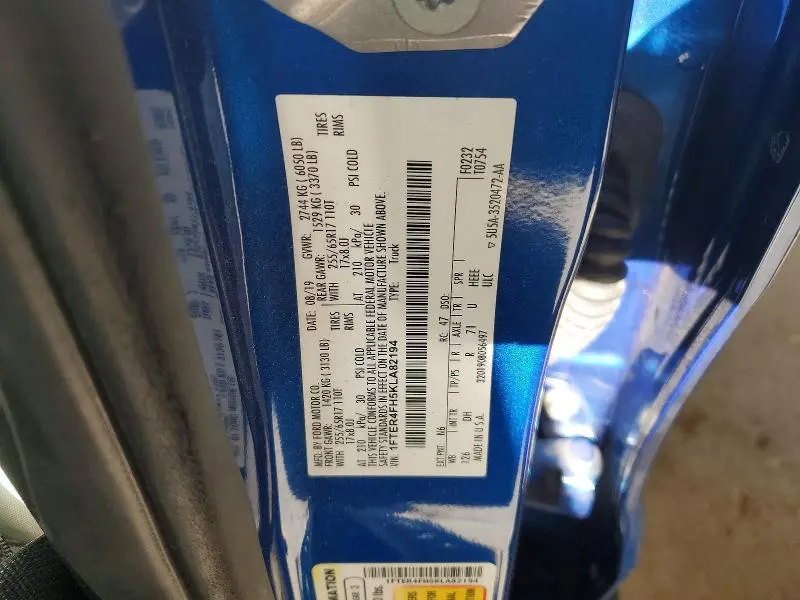 MFD. BY FORD MOTOR CO. DATE: 08/19 GVWR: 2744 KG ( 6050 LB)
FRONT GAWR: 1420 KG ( 3130 LB) REAR GAWR: 1529 KG ( 3370 LB)
WITH 255/65R17 110T TIRES WITH 255/65R17 110T TIRES
17x8.0J RIMS 17x8.0J RIMS
AT 210 kPa/ 30 PSI COLD AT 210 kPa/ 30 PSI COLD
THIS VEHICLE CONFORMS TO ALL APPLICABLE FEDERAL MOTOR VEHICLE
SAFETY STANDARDS IN EFFECT ON THE DATE OF MANUFACTURE SHOWN ABOVE.
VIN: 1FTER4FH5KLA82194 TYPE: Truck
EXT PNT: N6 RC: 47 DSO: F0232
T0754
WB INT TR TP/PS R AXLE TR SPR
126 DH R 71 U HEEE
MADE IN U.S.A. 3201908056497 ULC
5U5A-3520472-AA
1FTER4FH5KLA82194